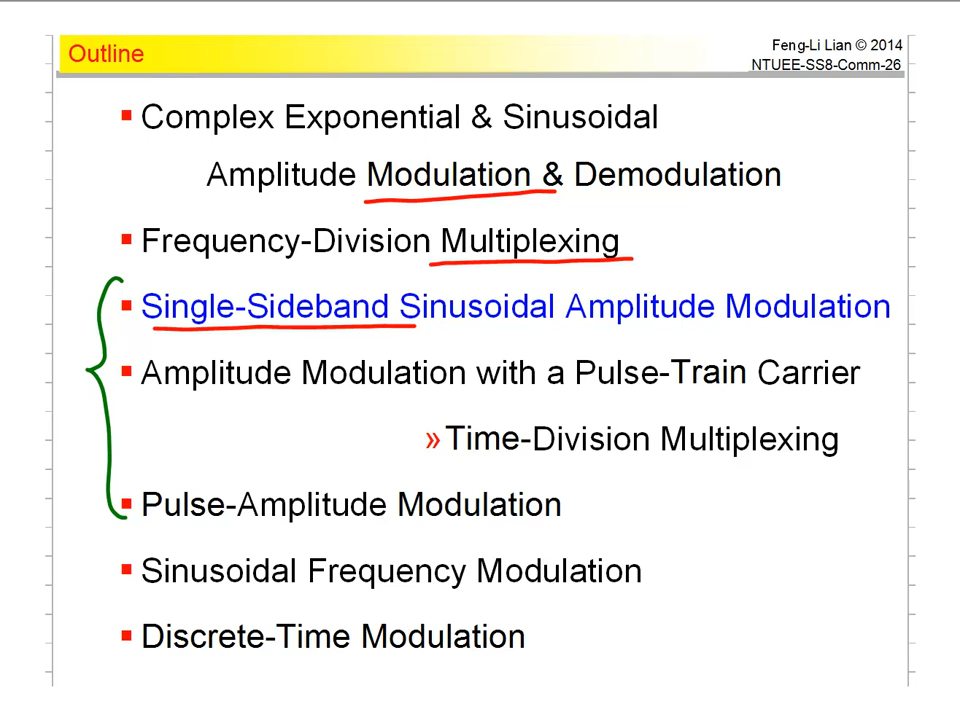 Outline
Feng-Li Lian © 2014
NTUEE-SS8-Comm-26
Complex Exponential & Sinusoidal
Amplitude Modulation & Demodulation
Frequency-Division Multiplexing
Single-Sideband Sinusoidal Amplitude Modulation
Amplitude Modulation with a Pulse-Train Carrier
» Time-Division Multiplexing
Pulse-Amplitude Modulation
Sinusoidal Frequency Modulation
Discrete-Time Modulation